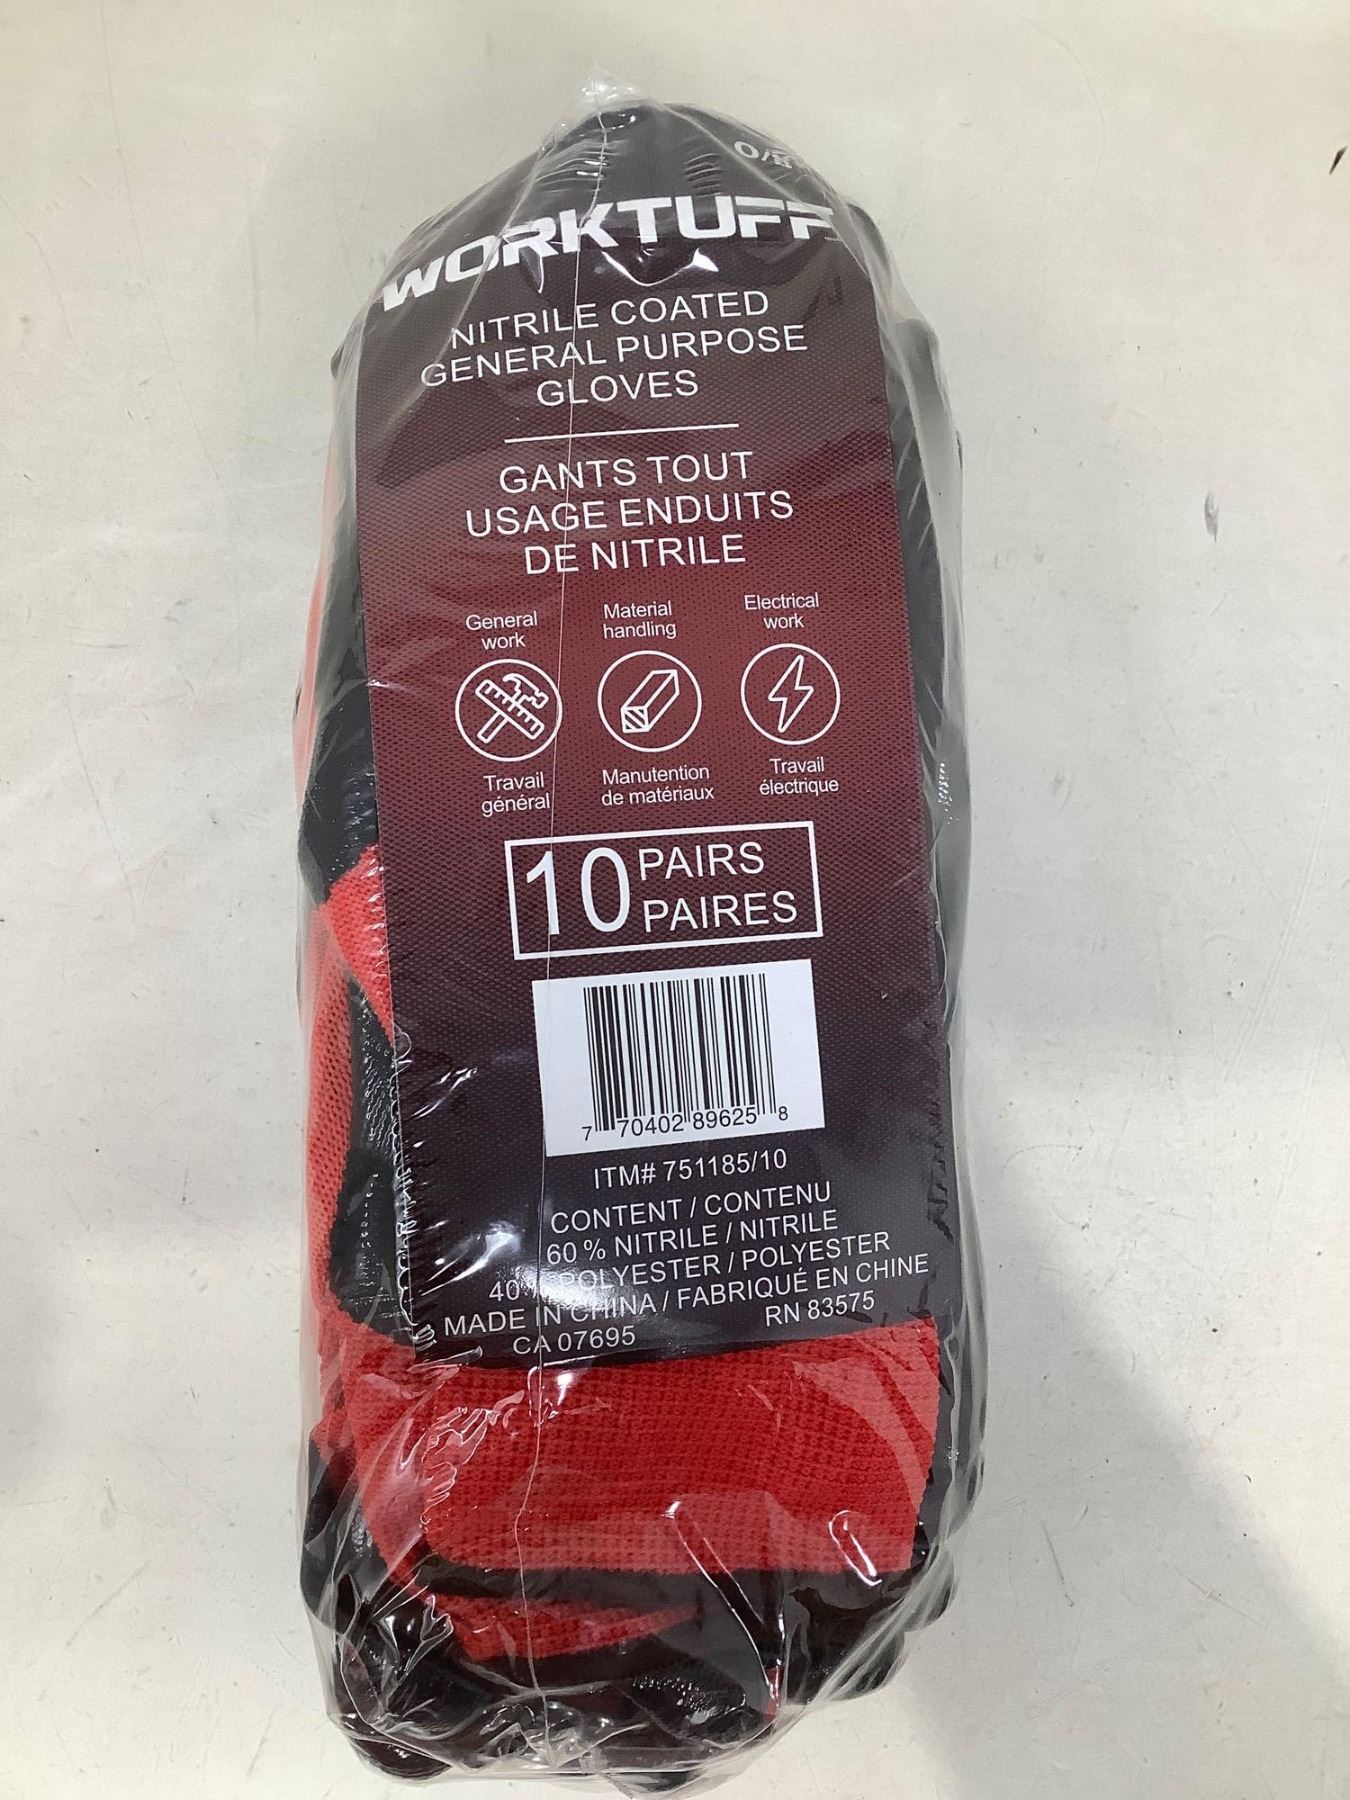 WORKTUFF
NITRILE COATED
GENERAL PURPOSE
GLOVES
GANTS TOUT
USAGE ENDUITS
DE NITRILE
General
work
Material
handling
Electrical
work
Travail
général
Manutention
de matériaux
Travail
électrique
10 PAIRS
PAIRES
7 70402 89625 8
ITM# 751185/10
CONTENT / CONTENU
60 % NITRILE / NITRILE
40 POLYESTER / POLYESTER
MADE IN CHINA / FABRIQUÉ EN CHINE
CA 07695 RN 83575